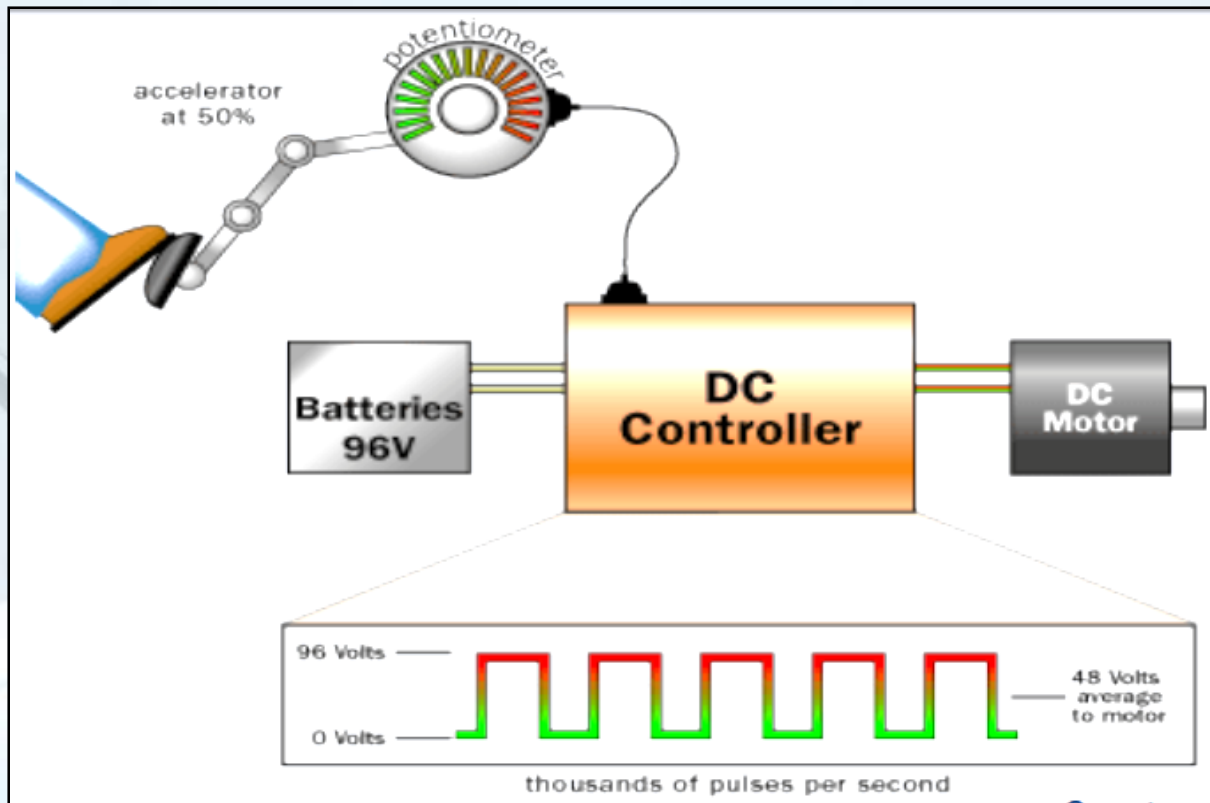 potentiometer
accelerator
at 50%
Batteries
96V
DC
Controller
DC
Motor
96 Volts
0 Volts
48 Volts
average
to motor
thousands of pulses per second